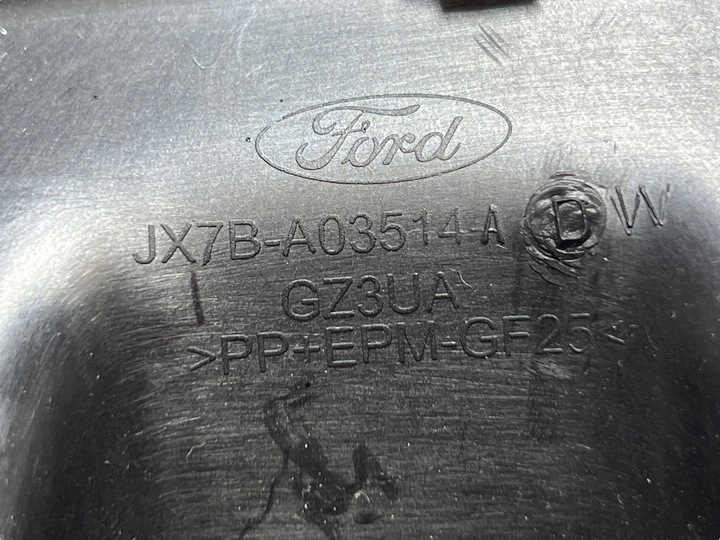 Ford
JX7B-A03514-A D W
GZ3UA
>PP+EPM-GF25<